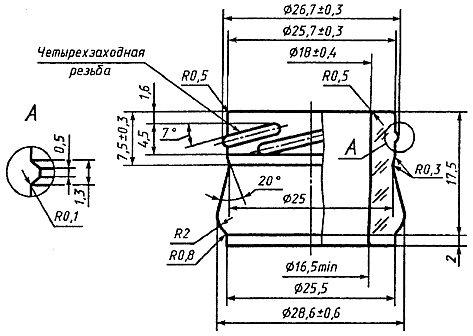 Ø26,7±0,3
Ø25,7±0,3
Ø18±0,4
Четырехзаходная
резьба
R0,5
R0,5
1,6
4,5
7,5±0,3
7°
А
0,5
1,3
R0,1
А
R0,3
17,5
20°
Ø25
R2
R0,8
Ø16,5min
2
Ø25,5
Ø28,6±0,6